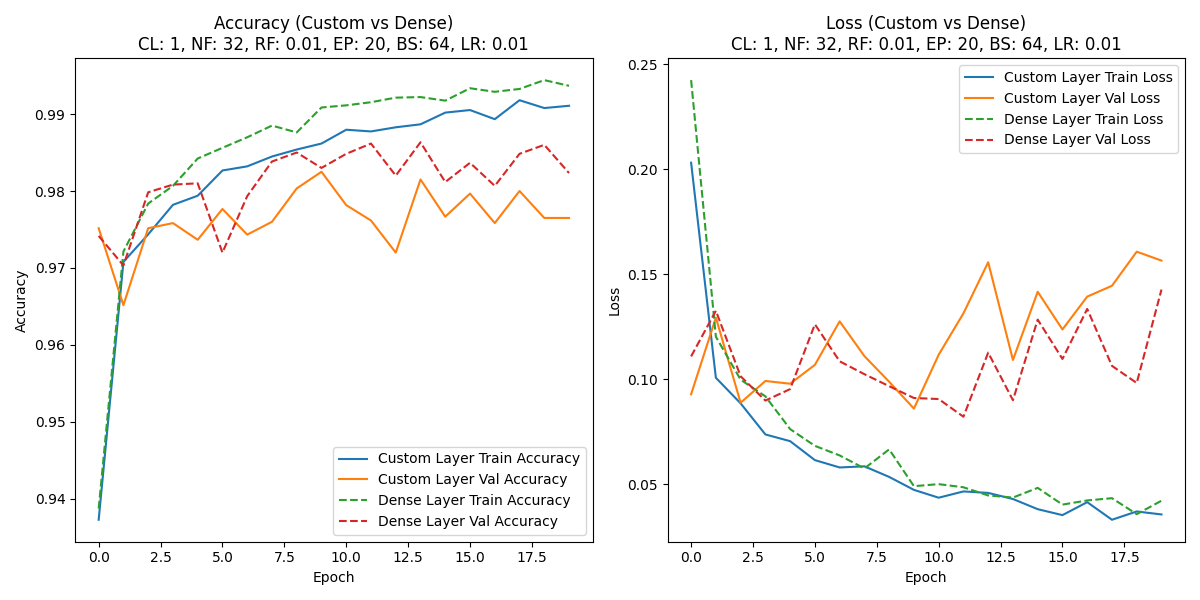 Accuracy (Custom vs Dense)
CL: 1, NF: 32, RF: 0.01, EP: 20, BS: 64, LR: 0.01
0.99
0.98
0.97
0.96
0.95
0.94
Accuracy
Custom Layer Train Accuracy
Custom Layer Val Accuracy
Dense Layer Train Accuracy
Dense Layer Val Accuracy
0.0 2.5 5.0 7.5 10.0 12.5 15.0 17.5
Epoch
Loss (Custom vs Dense)
CL: 1, NF: 32, RF: 0.01, EP: 20, BS: 64, LR: 0.01
0.25
0.20
0.15
0.10
0.05
Loss
Custom Layer Train Loss
Custom Layer Val Loss
Dense Layer Train Loss
Dense Layer Val Loss
0.0 2.5 5.0 7.5 10.0 12.5 15.0 17.5
Epoch